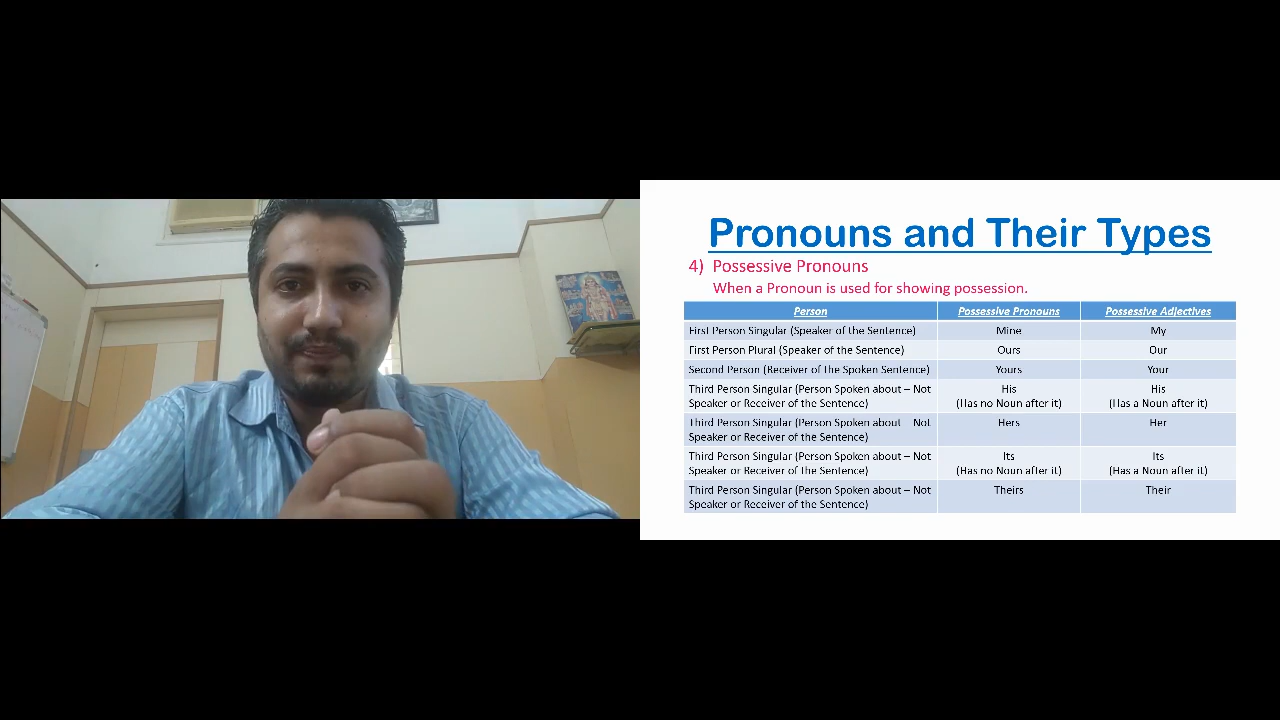 Pronouns and Their Types
4) Possessive Pronouns
When a Pronoun is used for showing possession.
Person Possessive Pronouns Possessive Adjectives
First Person Singular (Speaker of the Sentence) Mine My
First Person Plural (Speaker of the Sentence) Ours Our
Second Person (Receiver of the Spoken Sentence) Yours Your
Third Person Singular (Person Spoken about – Not His His
Speaker or Receiver of the Sentence) (Has no Noun after it) (Has a Noun after it)
Third Person Singular (Person Spoken about Not Hers Her
Speaker or Receiver of the Sentence)
Third Person Singular (Person Spoken about – Not Its Its
Speaker or Receiver of the Sentence) (Has no Noun after it) (Has a Noun after it)
Third Person Singular (Person Spoken about – Not Theirs Their
Speaker or Receiver of the Sentence)